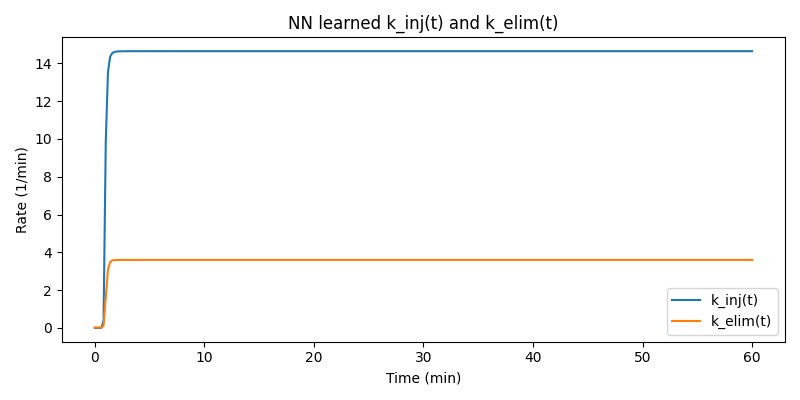 NN learned k_inj(t) and k_elim(t)
Rate (1/min)
14
12
10
8
6
4
2
0
k_inj(t)
k_elim(t)
0 10 20 30 40 50 60
Time (min)